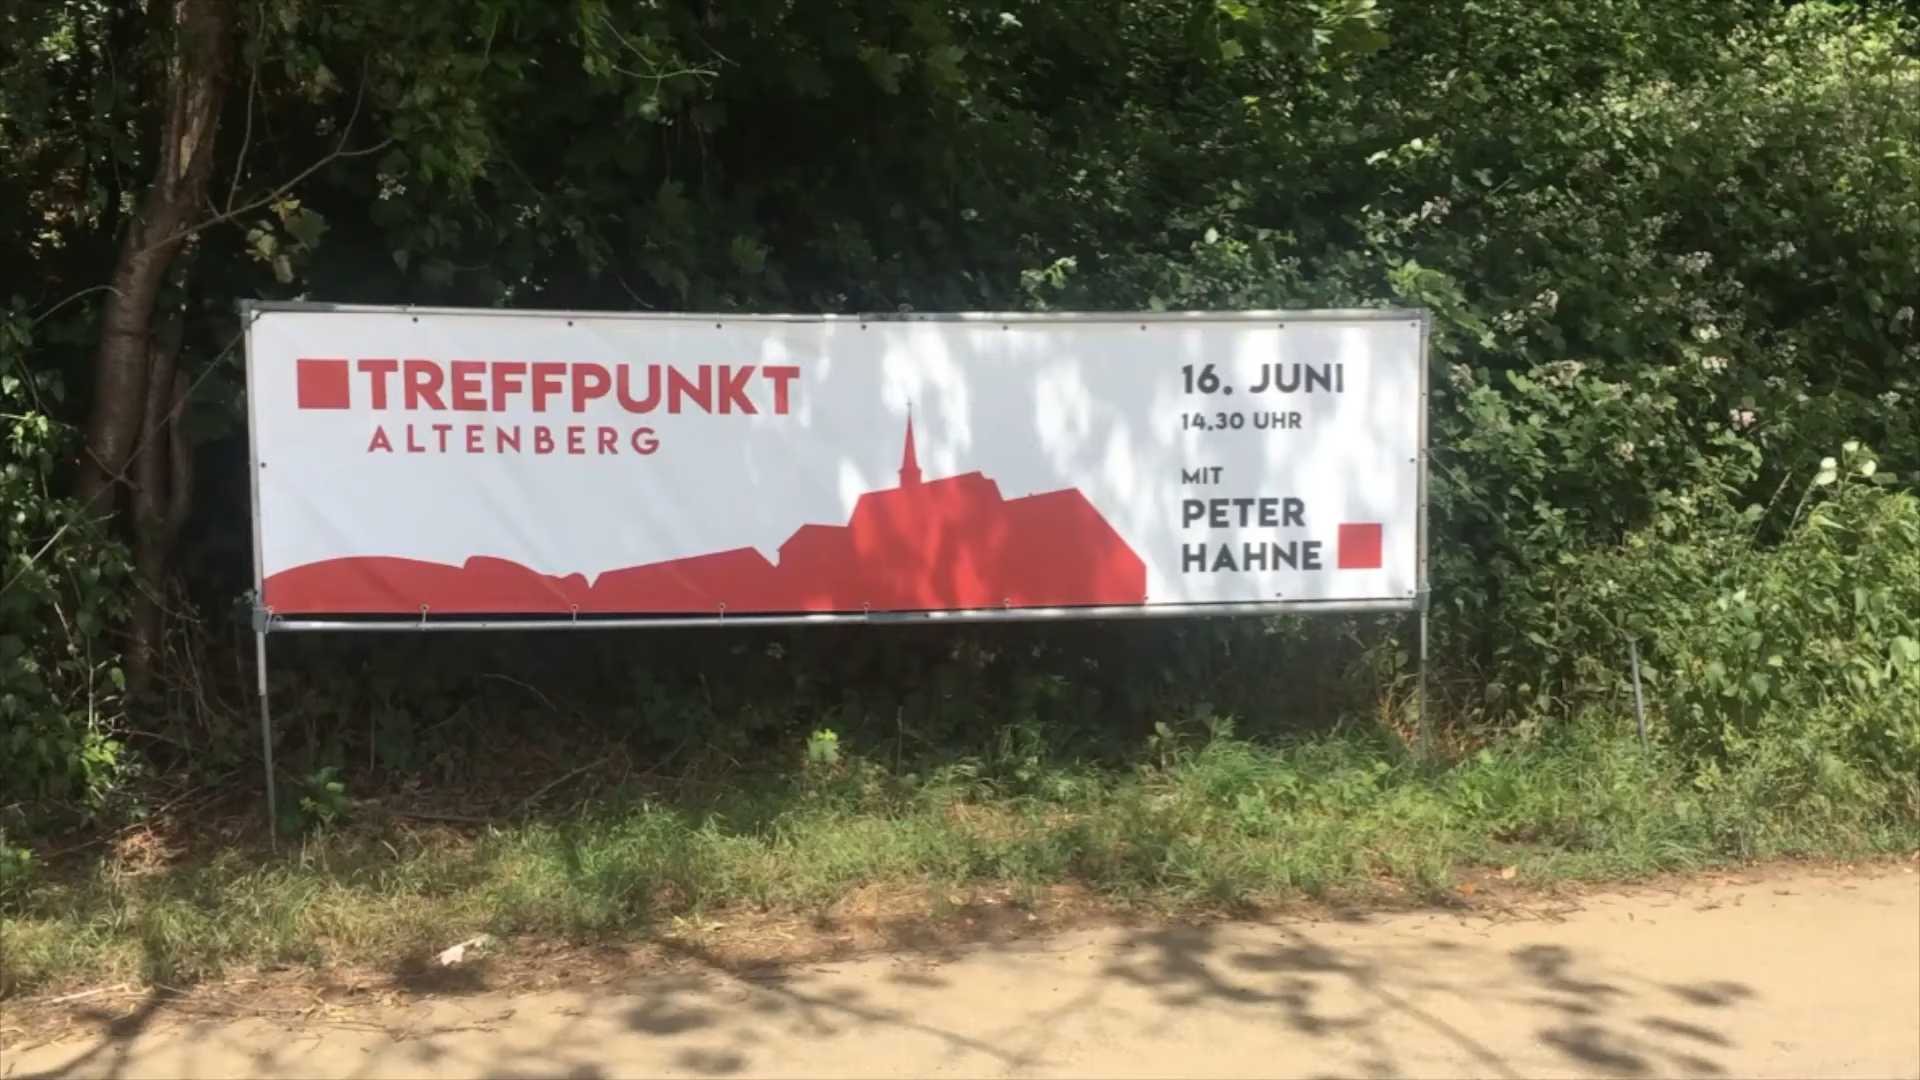 TREFFPUNKT
ALTENBERG
16. JUNI
14.30 UHR
MIT
PETER
HAHNE